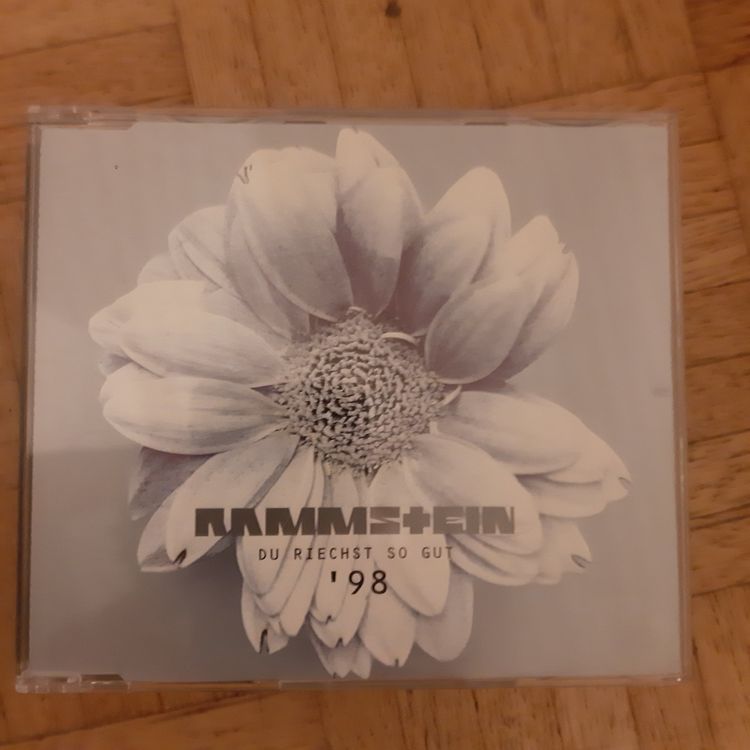 RAMMSTEIN
DU RIECHST SO GUT
'98